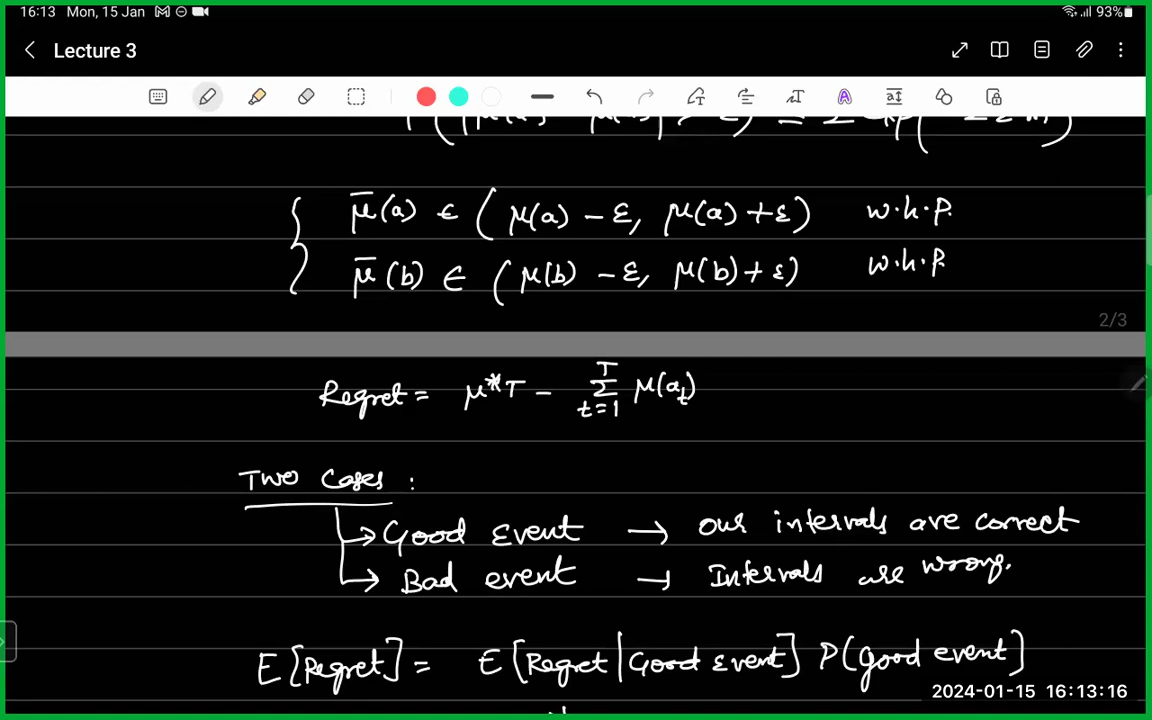 16:13 Mon, 15 Jan
93%
Lecture 3
μ̄(a) ∈ (μ(a) − ε, μ(a) + ε) w.h.p.
μ̄(b) ∈ (μ(b) − ε, μ(b) + ε) w.h.p.
2/3
Regret = μ*T − Σ_{t=1}^{T} μ(a_t)
Two Cases :
→ Good Event → Our intervals are correct
→ Bad event → Intervals are wrong.
E[Regret] = E[Regret | Good Event] P(good event]
2024-01-15 16:13:16